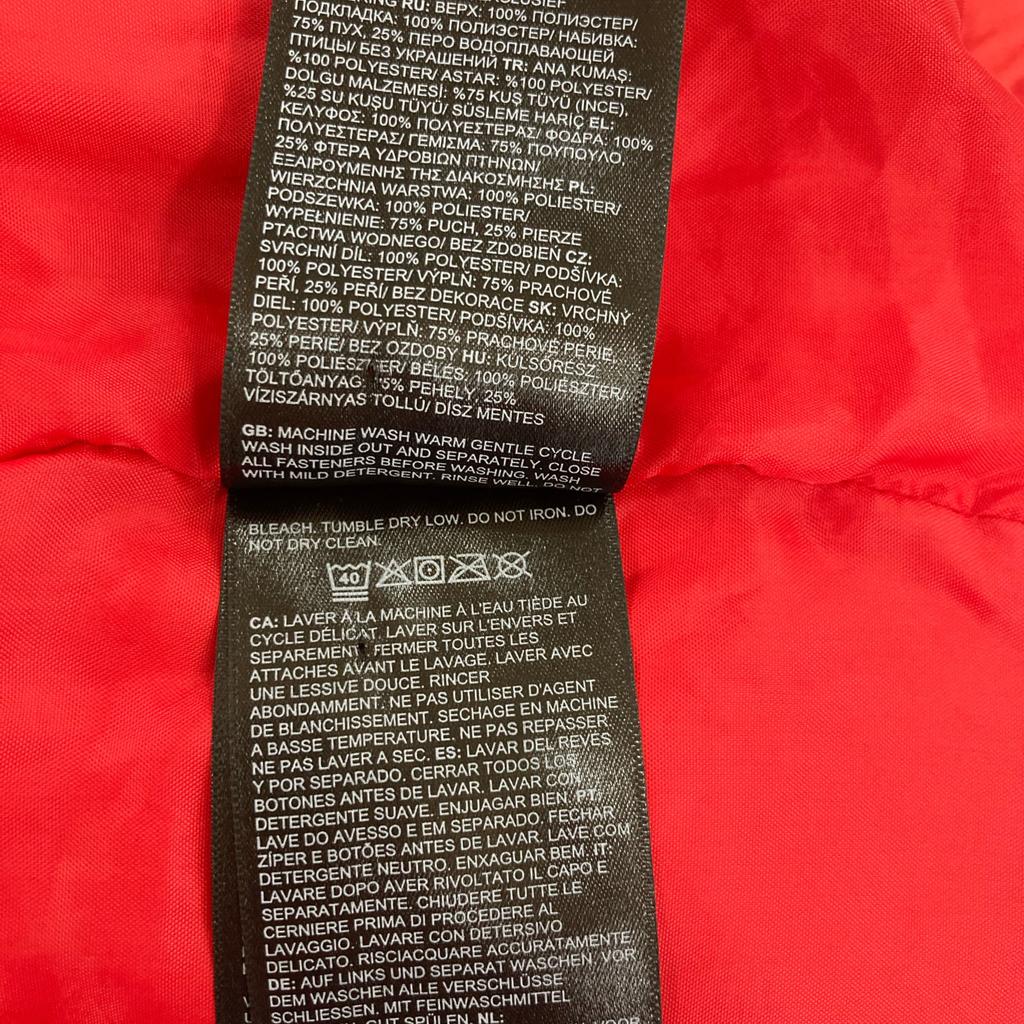 RU: ВЕРХ: 100% ПОЛИЭСТЕР/
ПОДКЛАДКА: 100% ПОЛИЭСТЕР/ НАБИВКА:
75% ПУХ, 25% ПЕРО ВОДОПЛАВАЮЩЕЙ
ПТИЦЫ/ БЕЗ УКРАШЕНИЙ TR: ANA KUMAŞ:
%100 POLYESTER/ ASTAR: %100 POLYESTER/
DOLGU MALZEMESİ: %75 KUŞ TÜYÜ (INCE),
%25 SU KUŞU TÜYÜ/ SÜSLEME HARİÇ EL:
ΚΕΛΥΦΟΣ: 100% ΠΟΛΥΕΣΤΕΡΑΣ/ ΦΟΔΡΑ: 100%
ΠΟΛΥΕΣΤΕΡΑΣ/ ΓΕΜΙΣΜΑ: 75% ΠΟΥΠΟΥΛΟ
25% ΦΤΕΡΑ ΥΔΡΟΒΙΩΝ ΠΤΗΝΩΝ/
ΕΞΑΙΡΟΥΜΕΝΗΣ ΤΗΣ ΔΙΑΚΟΣΜΗΣΗΣ PL:
WIERZCHNIA WARSTWA: 100% POLIESTER/
PODSZEWKA: 100% POLIESTER/
WYPEŁNIENIE: 75% PUCH, 25% PIERZE
PTACTWA WODNEGO/ BEZ ZDOBIEŃ CZ:
SVRCHNÍ DÍL: 100% POLYESTER/ PODŠÍVKA:
100% POLYESTER/ VÝPLŇ: 75% PRACHOVÉ
PEŘÍ, 25% PEŘÍ/ BEZ DEKORACE SK: VRCHNÝ
DIEL: 100% POLYESTER/ PODŠÍVKA: 100%
POLYESTER/ VÝPLŇ: 75% PRACHOVÉ PERIE,
25% PERIE/ BEZ OZDOBY HU: KÜLSŐRÉSZ:
100% POLIÉSZTER/ BÉLÉS: 100% POLIÉSZTER/
TÖLTŐANYAG: 75% PEHELY, 25%
VÍZISZÁRNYAS TOLLÚ/ DÍSZ MENTES
GB: MACHINE WASH WARM GENTLE CYCLE.
WASH INSIDE OUT AND SEPARATELY. CLOSE
ALL FASTENERS BEFORE WASHING. WASH
WITH MILD DETERGENT. RINSE WELL. DO NOT
BLEACH. TUMBLE DRY LOW. DO NOT IRON. DO
NOT DRY CLEAN.
40
CA: LAVER À LA MACHINE À L'EAU TIÈDE AU
CYCLE DÉLICAT. LAVER SUR L'ENVERS ET
SEPAREMENT. FERMER TOUTES LES
ATTACHES AVANT LE LAVAGE. LAVER AVEC
UNE LESSIVE DOUCE. RINCER
ABONDAMMENT. NE PAS UTILISER D'AGENT
DE BLANCHISSEMENT. SECHAGE EN MACHINE
A BASSE TEMPERATURE. NE PAS REPASSER
NE PAS LAVER A SEC. ES: LAVAR DEL REVES
Y POR SEPARADO. CERRAR TODOS LOS
BOTONES ANTES DE LAVAR. LAVAR CON
DETERGENTE SUAVE. ENJUAGAR BIEN. PT:
LAVE DO AVESSO E EM SEPARADO. FECHAR
ZÍPER E BOTÕES ANTES DE LAVAR. LAVE COM
DETERGENTE NEUTRO. ENXAGUAR BEM. IT:
LAVARE DOPO AVER RIVOLTATO IL CAPO E
SEPARATAMENTE. CHIUDERE TUTTE LE
CERNIERE PRIMA DI PROCEDERE AL
LAVAGGIO. LAVARE CON DETERSIVO
DELICATO. RISCIACQUARE ACCURATAMENTE.
DE: AUF LINKS UND SEPARAT WASCHEN. VOR
DEM WASCHEN ALLE VERSCHLÜSSE
SCHLIESSEN. MIT FEINWASCHMITTEL
GUT SPÜLEN. NL: